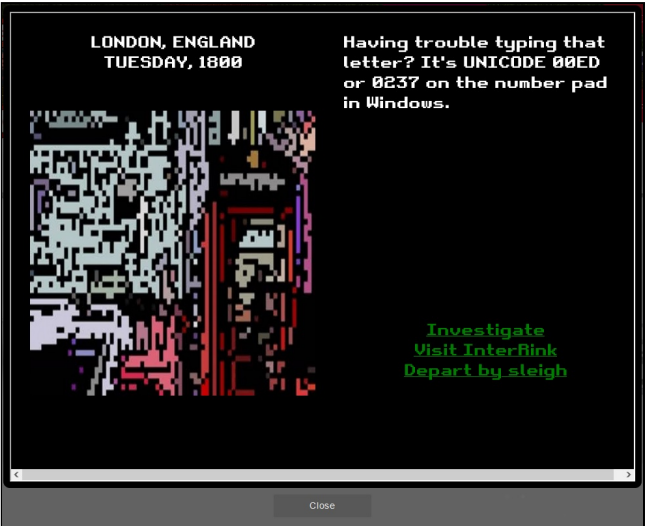 LONDON, ENGLAND
TUESDAY, 1800
Having trouble typing that
letter? It's UNICODE 00ED
or 0237 on the number pad
in Windows.
Investigate
Visit InterRink
Depart by sleigh
Close